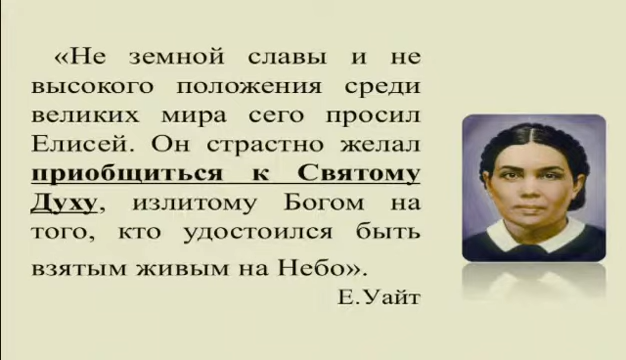 «Не земной славы и не
высокого положения среди
великих мира сего просил
Елисей. Он страстно желал
приобщиться к Святому
Духу, излитому Богом на
того, кто удостоился быть
взятым живым на Небо».
Е.Уайт